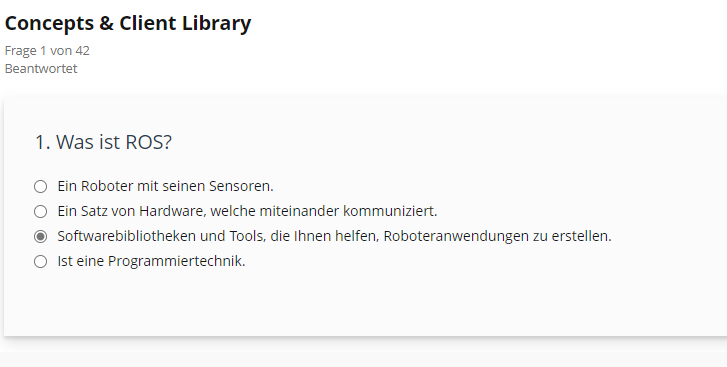 Concepts & Client Library
Frage 1 von 42
Beantwortet
1. Was ist ROS?
Ein Roboter mit seinen Sensoren.
Ein Satz von Hardware, welche miteinander kommuniziert.
Softwarebibliotheken und Tools, die Ihnen helfen, Roboteranwendungen zu erstellen.
Ist eine Programmiertechnik.